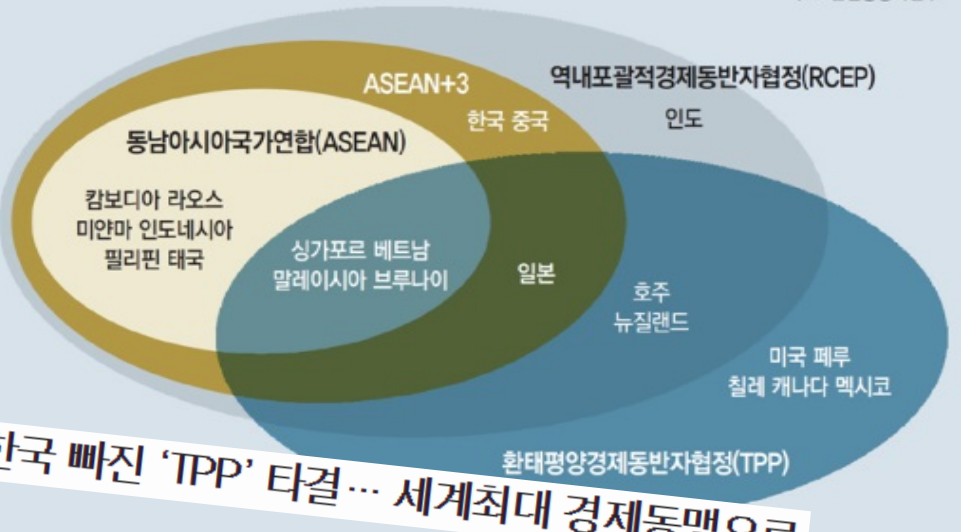 ASEAN+3
한국 중국
역내포괄적경제동반자협정(RCEP)
인도
동남아시아국가연합(ASEAN)
캄보디아 라오스
미얀마 인도네시아
필리핀 태국
싱가포르 베트남
말레이시아 브루나이
일본
호주
뉴질랜드
미국 페루
칠레 캐나다 멕시코
환태평양경제동반자협정(TPP)
한국 빠진 ‘TPP’ 타결… 세계최대 경제동맹으로